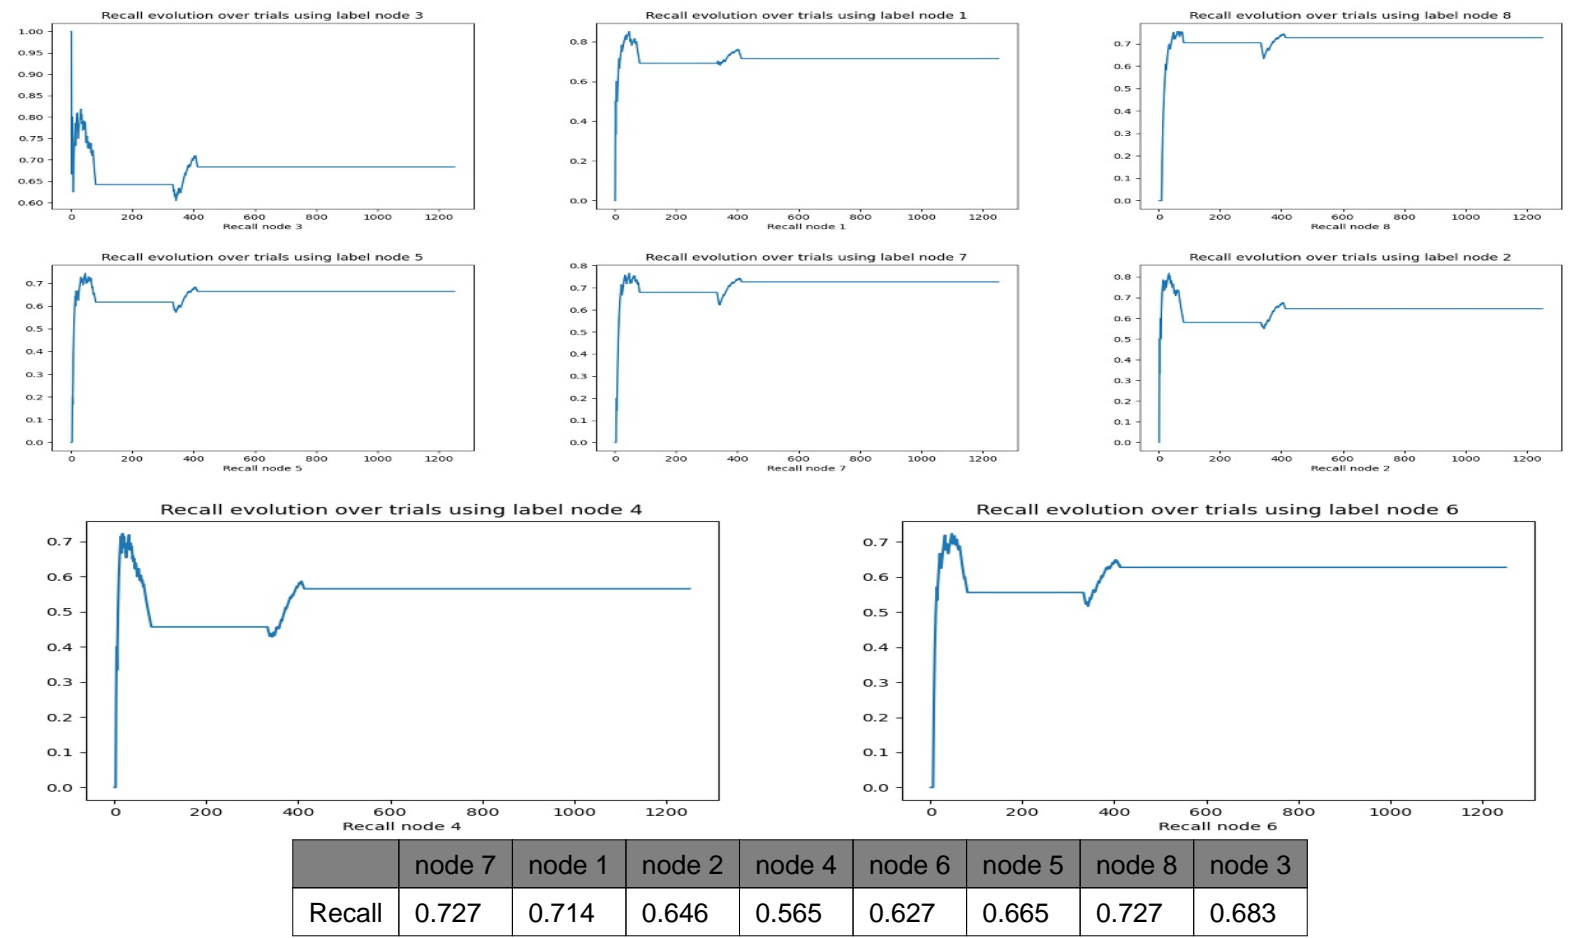 Recall evolution over trials using label node 3
1.00
0.95
0.90
0.85
0.80
0.75
0.70
0.65
0.60
0 200 400 600 800 1000 1200
Recall node 3
Recall evolution over trials using label node 1
0.8
0.6
0.4
0.2
0.0
0 200 400 600 800 1000 1200
Recall node 1
Recall evolution over trials using label node 8
0.7
0.6
0.5
0.4
0.3
0.2
0.1
0.0
0 200 400 600 800 1000 1200
Recall node 8
Recall evolution over trials using label node 5
0.7
0.6
0.5
0.4
0.3
0.2
0.1
0.0
0 200 400 600 800 1000 1200
Recall node 5
Recall evolution over trials using label node 7
0.8
0.7
0.6
0.5
0.4
0.3
0.2
0.1
0.0
0 200 400 600 800 1000 1200
Recall node 7
Recall evolution over trials using label node 2
0.8
0.7
0.6
0.5
0.4
0.3
0.2
0.1
0.0
0 200 400 600 800 1000 1200
Recall node 2
Recall evolution over trials using label node 4
0.7
0.6
0.5
0.4
0.3
0.2
0.1
0.0
0 200 400 600 800 1000 1200
Recall node 4
Recall evolution over trials using label node 6
0.7
0.6
0.5
0.4
0.3
0.2
0.1
0.0
0 200 400 600 800 1000 1200
Recall node 6
node 7 node 1 node 2 node 4 node 6 node 5 node 8 node 3
Recall 0.727 0.714 0.646 0.565 0.627 0.665 0.727 0.683